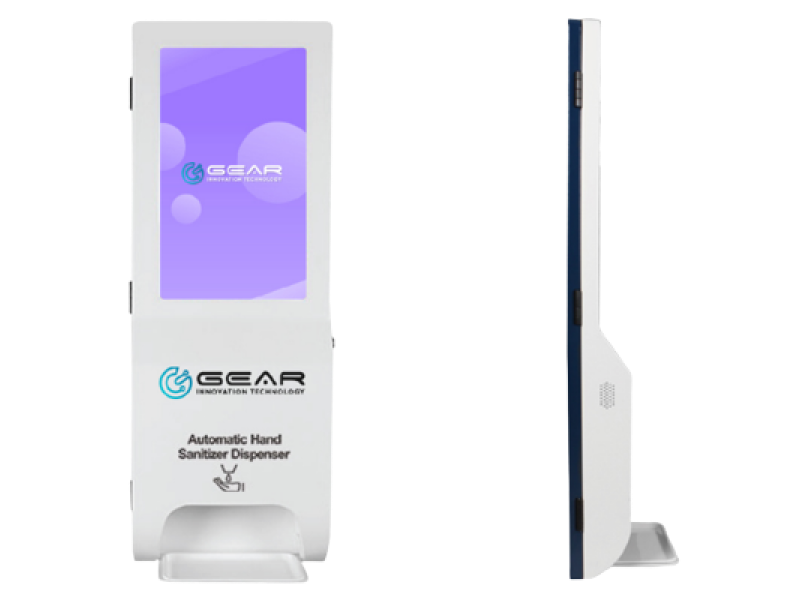 GEAR
INNOVATION TECHNOLOGY
GEAR
INNOVATION TECHNOLOGY
Automatic Hand
Sanitizer Dispenser